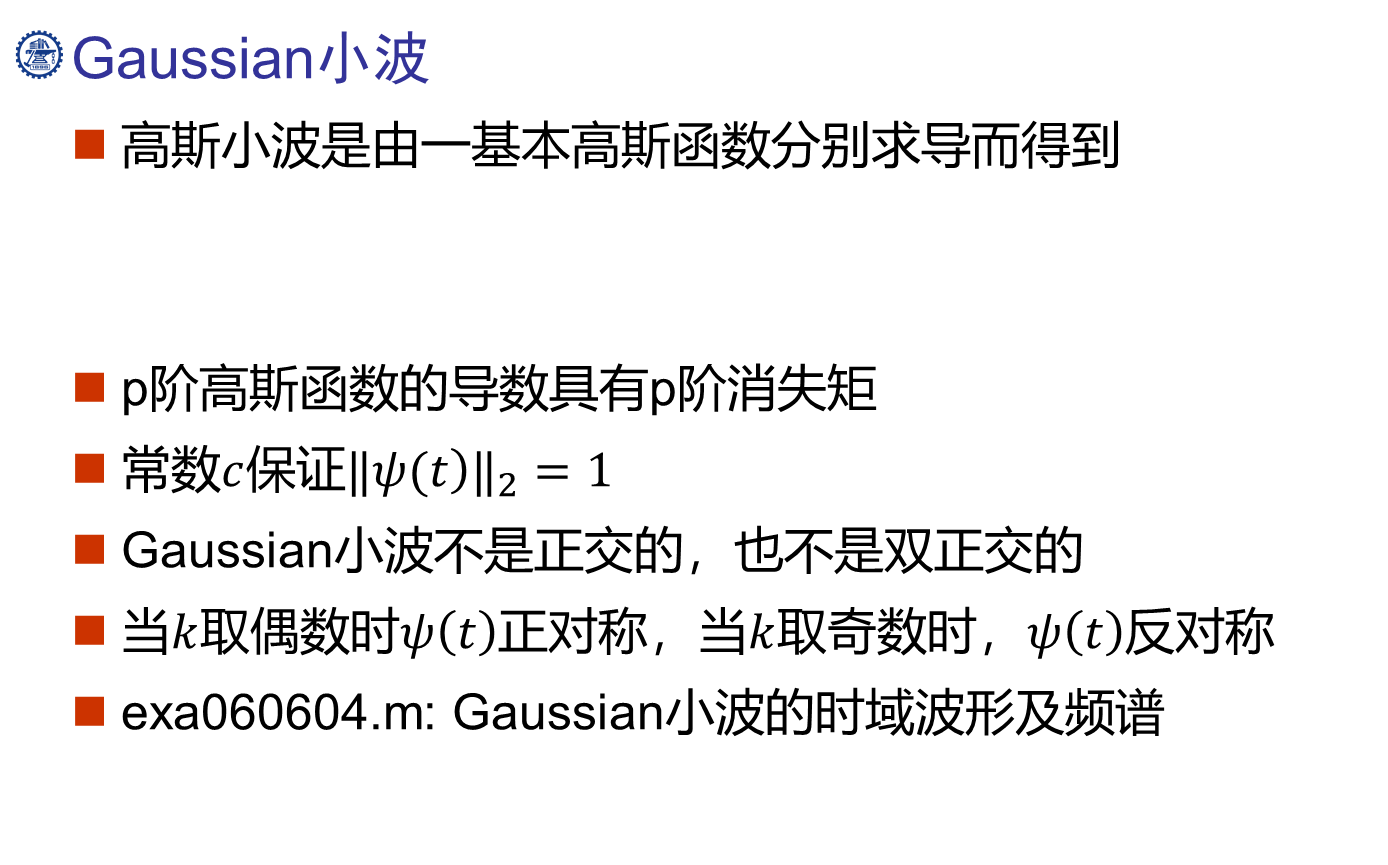 Gaussian小波
高斯小波是由一基本高斯函数分别求导而得到
p阶高斯函数的导数具有p阶消失矩
常数𝑐保证‖𝜓(𝑡)‖₂ = 1
Gaussian小波不是正交的，也不是双正交的
当𝑘取偶数时𝜓(𝑡)正对称，当𝑘取奇数时，𝜓(𝑡)反对称
exa060604.m: Gaussian小波的时域波形及频谱